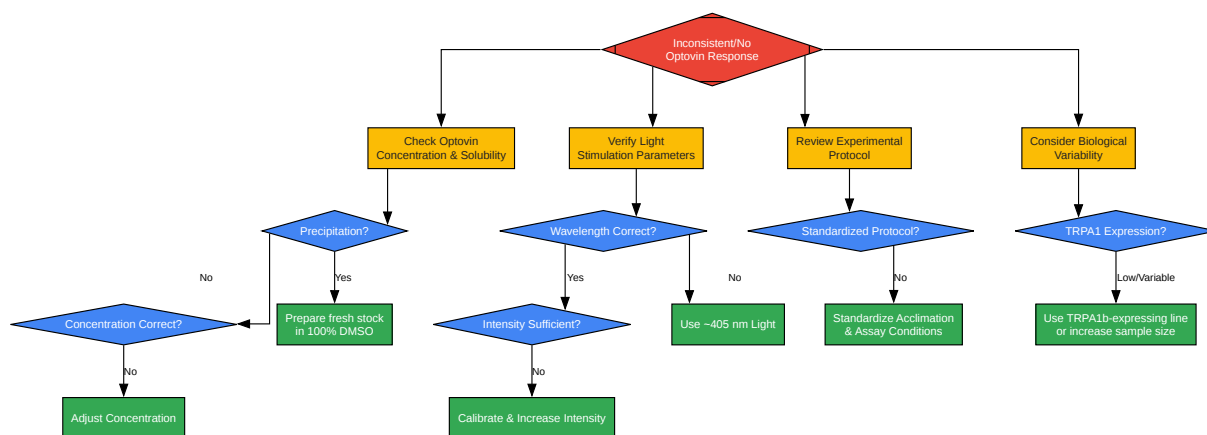 Inconsistent/No
Optovin Response
Check Optovin
Concentration & Solubility
Verify Light
Stimulation Parameters
Review Experimental
Protocol
Consider Biological
Variability
Precipitation?
Wavelength Correct?
Standardized Protocol?
TRPA1 Expression?
No
Yes
Yes
No
No
Low/Variable
Concentration Correct?
Prepare fresh stock
in 100% DMSO
Intensity Sufficient?
Use ~405 nm Light
Standardize Acclimation
& Assay Conditions
Use TRPA1b-expressing line
or increase sample size
No
No
Adjust Concentration
Calibrate & Increase Intensity